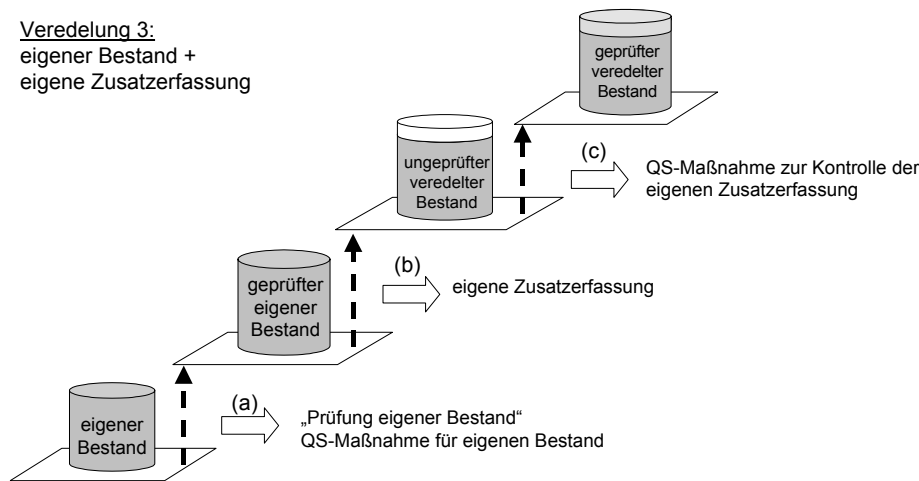 Veredelung 3:
eigener Bestand +
eigene Zusatzerfassung
geprüfter
veredelter
Bestand
ungeprüfter
veredelter
Bestand
(c)
QS-Maßnahme zur Kontrolle der
eigenen Zusatzerfassung
geprüfter
eigener
Bestand
(b)
eigene Zusatzerfassung
eigener
Bestand
(a)
„Prüfung eigener Bestand“
QS-Maßnahme für eigenen Bestand